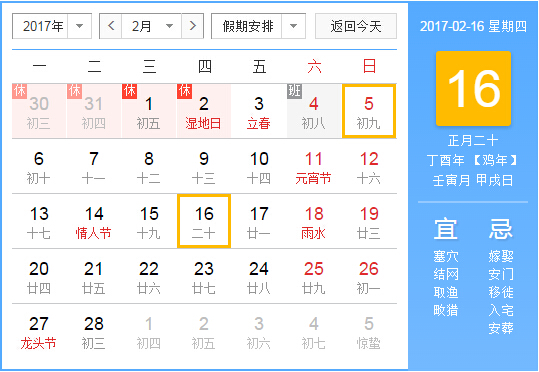 2017年 2月 假期安排 返回今天
一 二 三 四 五 六 日
休 休 休 休 班
30 31 1 2 3 4 5
初三 初四 初五 湿地日 立春 初八 初九
6 7 8 9 10 11 12
初十 十一 十二 十三 十四 元宵节 十六
13 14 15 16 17 18 19
十七 情人节 十九 二十 廿一 雨水 廿三
20 21 22 23 24 25 26
廿四 廿五 廿六 廿七 廿八 廿九 初一
27 28 1 2 3 4 5
龙头节 初三 初四 初五 初六 初七 惊蛰
2017-02-16 星期四
16
正月二十
丁酉年 【鸡年】
壬寅月 甲戌日
宜 忌
塞穴 嫁娶
结网 安门
取渔 移徙
畋猎 入宅
安葬